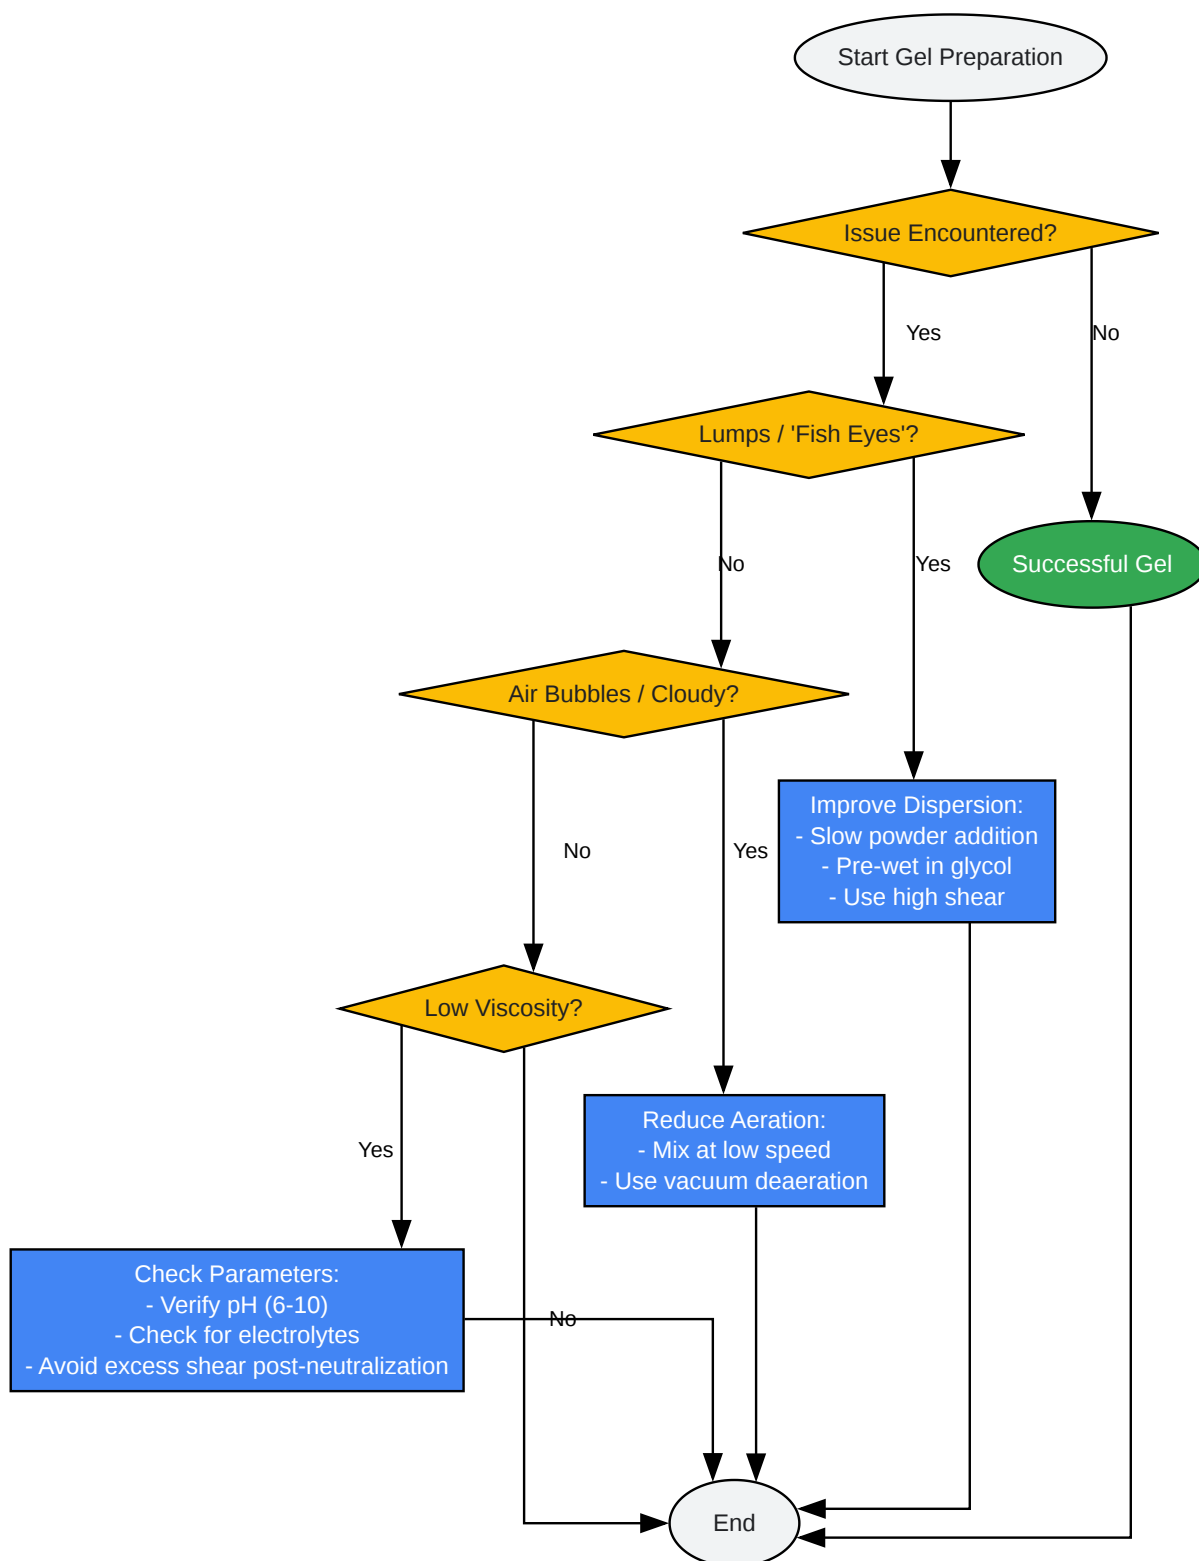 Start Gel Preparation
Issue Encountered?
Yes
No
Lumps / 'Fish Eyes'?
No
Yes
Successful Gel
Air Bubbles / Cloudy?
Improve Dispersion:
- Slow powder addition
- Pre-wet in glycol
- Use high shear
No
Yes
Low Viscosity?
Reduce Aeration:
- Mix at low speed
- Use vacuum deaeration
Yes
Check Parameters:
- Verify pH (6-10)
- Check for electrolytes
- Avoid excess shear post-neutralization
No
End